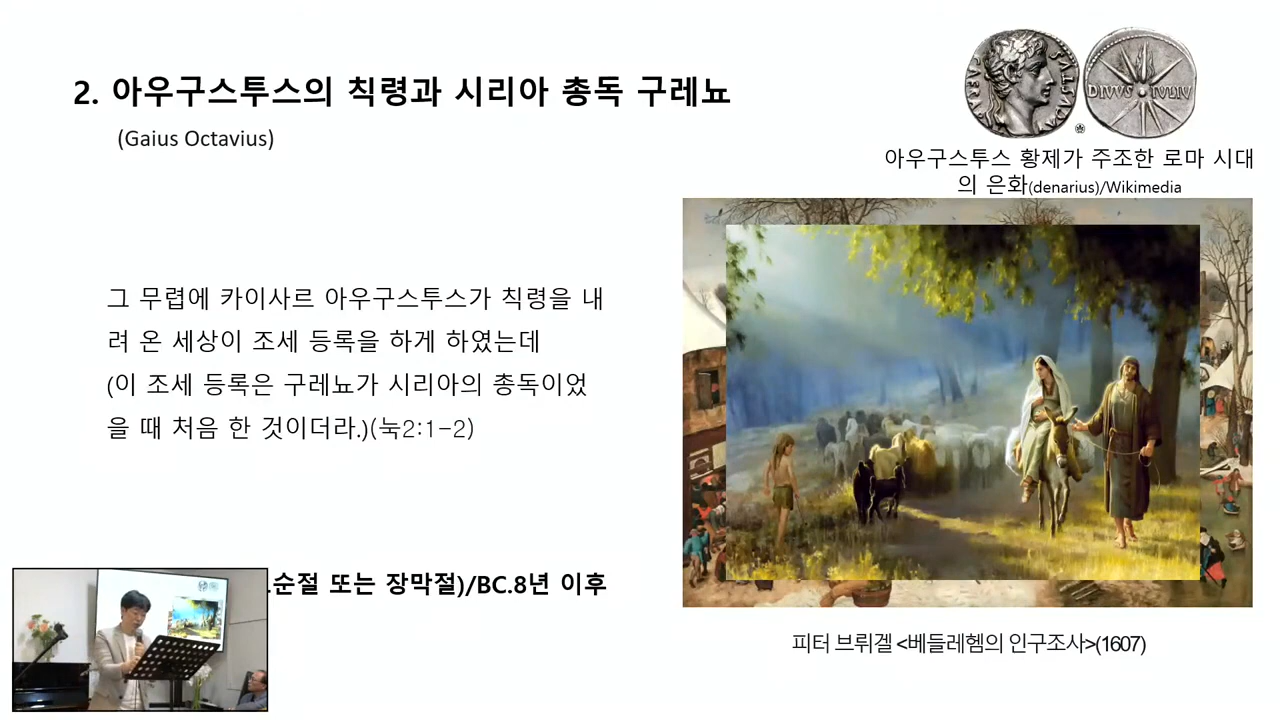 2. 아우구스투스의 칙령과 시리아 총독 구레뇨
(Gaius Octavius)
CAESAR AVGVSTVS
DIVVS IVLIV
아우구스투스 황제가 주조한 로마 시대
의 은화(denarius)/Wikimedia
그 무렵에 카이사르 아우구스투스가 칙령을 내
려 온 세상이 조세 등록을 하게 하였는데
(이 조세 등록은 구레뇨가 시리아의 총독이었
을 때 처음 한 것이더라.)(눅2:1-2)
순절 또는 장막절)/BC.8년 이후
피터 브뤼겔 <베들레헴의 인구조사>(1607)